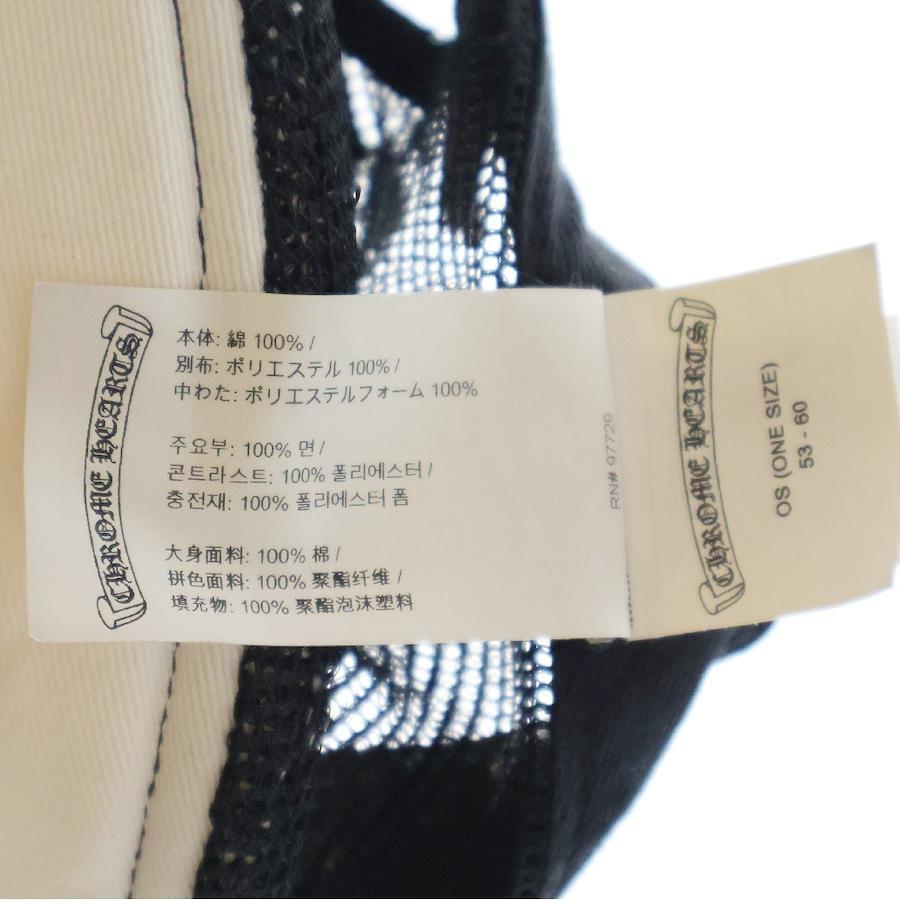 CHROME HEARTS
本体: 綿 100% /
別布: ポリエステル 100% /
中わた: ポリエステルフォーム 100%
주요부: 100% 면 /
콘트라스트: 100% 폴리에스터 /
충전재: 100% 폴리에스터 폼
大身面料: 100% 棉 /
拼色面料: 100% 聚酯纤维 /
填充物: 100% 聚酯泡沫塑料
RN# 97729
CHROME HEARTS
OS (ONE SIZE)
53 - 60